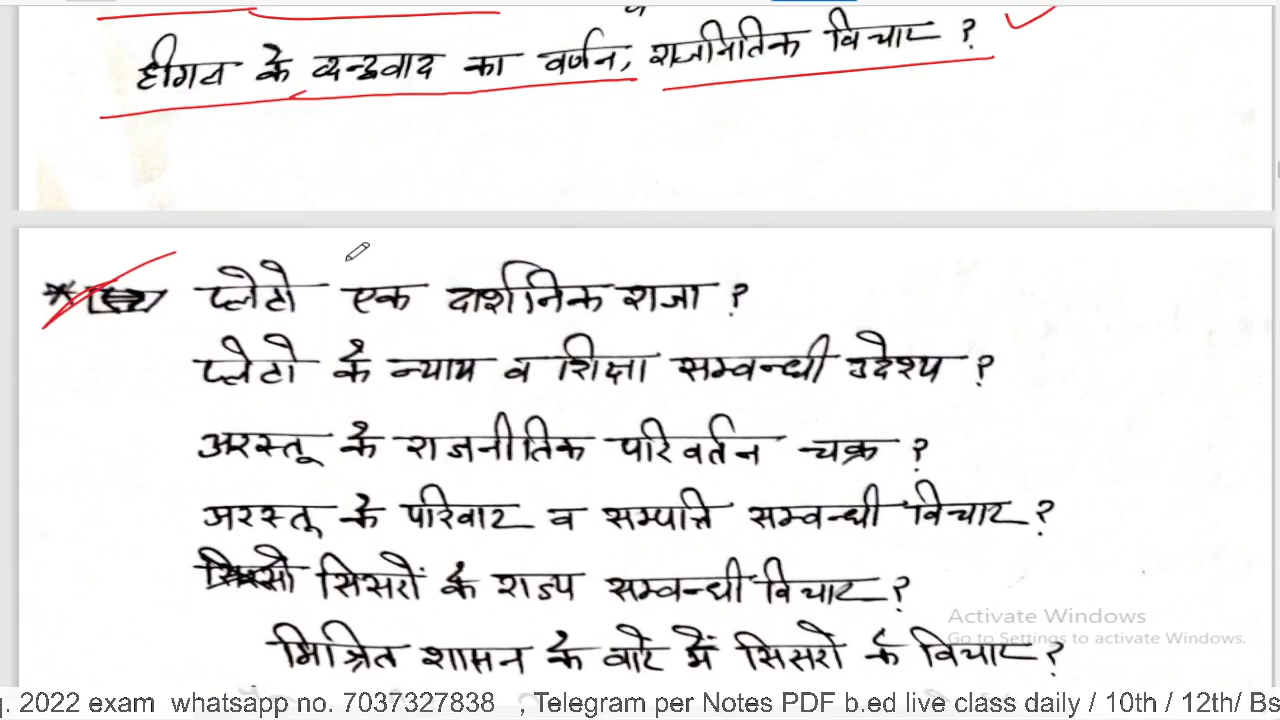 हीगल के द्वन्द्ववाद का वर्णन, राजनितिक विचार ?
प्लेटो एक दार्शनिक राजा ?
प्लेटो के न्याय व शिक्षा सम्बन्धी उदेश्य ?
अरस्तू के राजनीतिक परिवर्तन चक्र ?
अरस्तू के परिवार व सम्पत्ति सम्बन्धी विचार ?
सिसरों के राज्य सम्बन्धी विचार ?
मिश्रित शासन के बारे में सिसरो के विचार ?
Activate Windows
Go to Settings to activate Windows.
q. 2022 exam whatsapp no. 7037327838 , Telegram per Notes PDF b.ed live class daily / 10th / 12th/ Bs